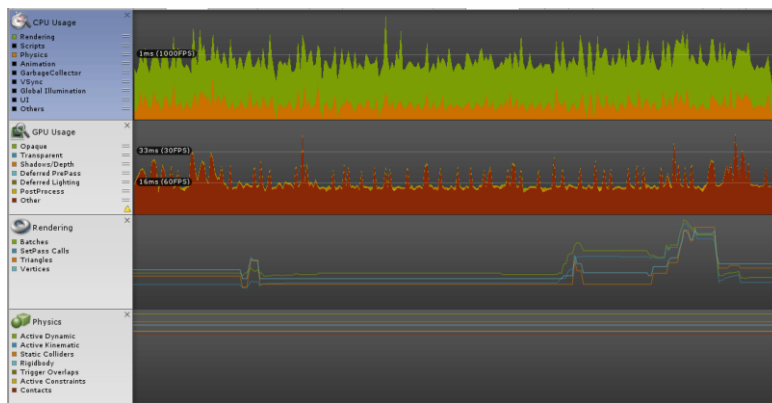 CPU Usage
Rendering
Scripts
Physics
Animation
GarbageCollector
VSync
Global Illumination
UI
Others
1ms (1000FPS)
GPU Usage
Opaque
Transparent
Shadows/Depth
Deferred PrePass
Deferred Lighting
PostProcess
Other
33ms (30FPS)
16ms (60FPS)
Rendering
Batches
SetPass Calls
Triangles
Vertices
Physics
Active Dynamic
Active Kinematic
Static Colliders
Rigidbody
Trigger Overlaps
Active Constraints
Contacts